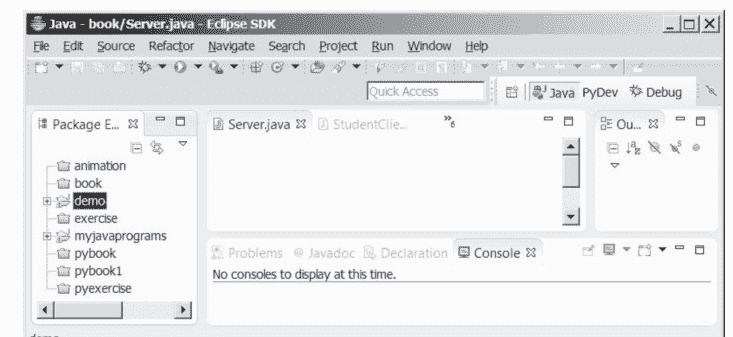 Java - book/Server.java - Eclipse SDK
File Edit Source Refactor Navigate Search Project Run Window Help
Quick Access Java PyDev Debug
Package E... Server.java StudentClie... »6 Ou...
animation
book
demo
exercise
myjavaprograms
pybook
pybook1
pyexercise
Problems @ Javadoc Declaration Console
No consoles to display at this time.